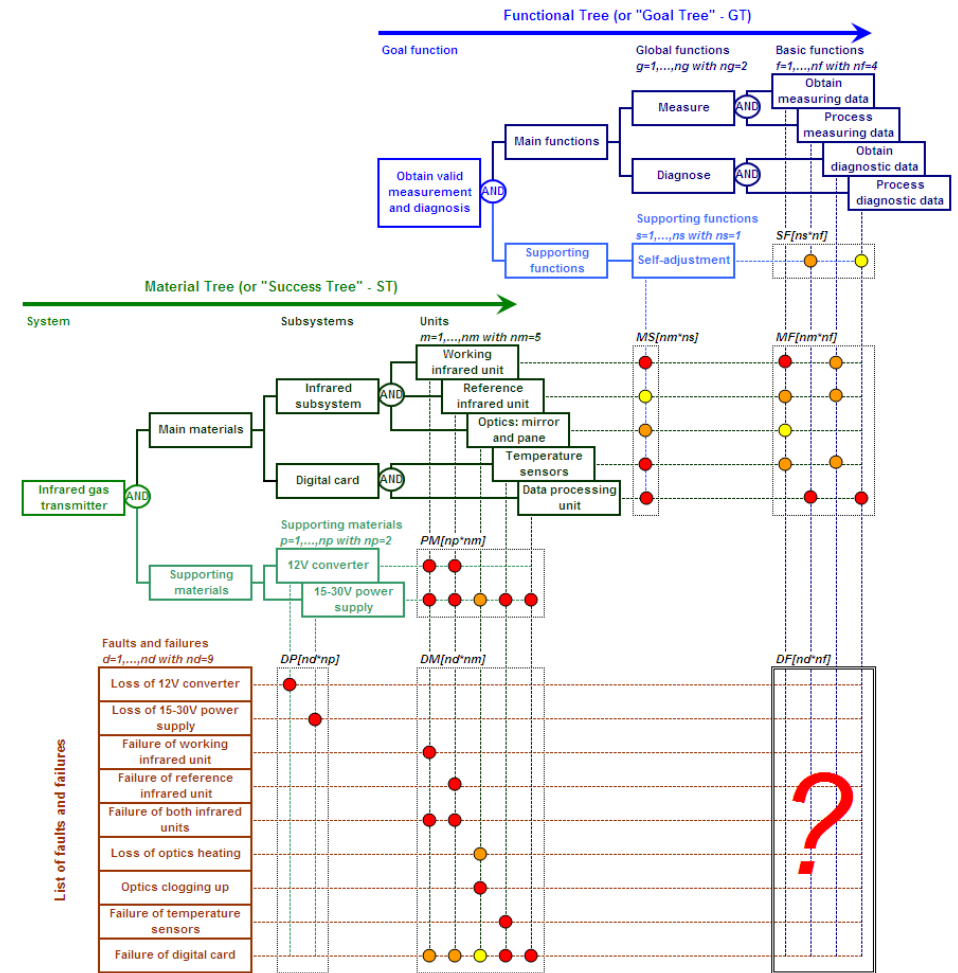 Functional Tree (or "Goal Tree" - GT)
Goal function
Global functions
g=1,...,ng with ng=2
Basic functions
f=1,...,nf with nf=4
Obtain
measuring data
Measure
AND
Process
measuring data
Main functions
Obtain
diagnostic data
Obtain valid
measurement
and diagnosis
AND
Diagnose
AND
Process
diagnostic data
Supporting functions
s=1,...,ns with ns=1
SF[ns*nf]
Supporting
functions
Self-adjustment
Material Tree (or "Success Tree" - ST)
System
Subsystems
Units
m=1,...,nm with nm=5
MS[nm*ns]
MF[nm*nf]
Working
infrared unit
Infrared
subsystem
AND
Reference
infrared unit
Main materials
Optics: mirror
and pane
Temperature
sensors
Digital card
AND
Infrared gas
transmitter
AND
Data processing
unit
Supporting materials
p=1,...,np with np=2
PM[np*nm]
12V converter
Supporting
materials
15-30V power
supply
Faults and failures
d=1,...,nd with nd=9
DP[nd*np]
DM[nd*nm]
DF[nd*nf]
List of faults and failures
Loss of 12V converter
Loss of 15-30V power
supply
Failure of working
infrared unit
Failure of reference
infrared unit
Failure of both infrared
units
Loss of optics heating
Optics clogging up
Failure of temperature
sensors
Failure of digital card
?